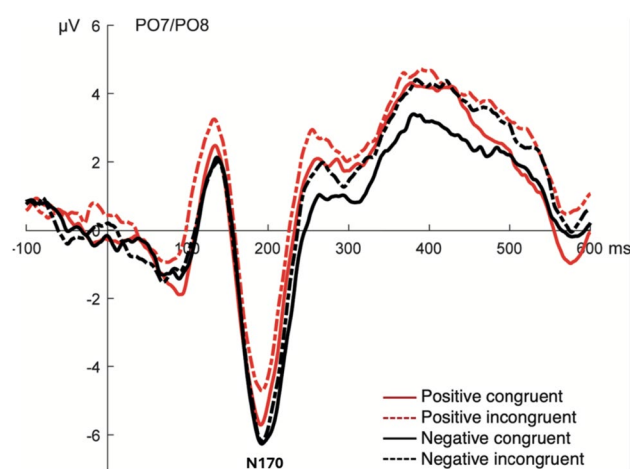 μV
PO7/PO8
6
4
2
-100
100
200
300
400
500
600 ms
-2
-4
-6
N170
Positive congruent
Positive incongruent
Negative congruent
Negative incongruent